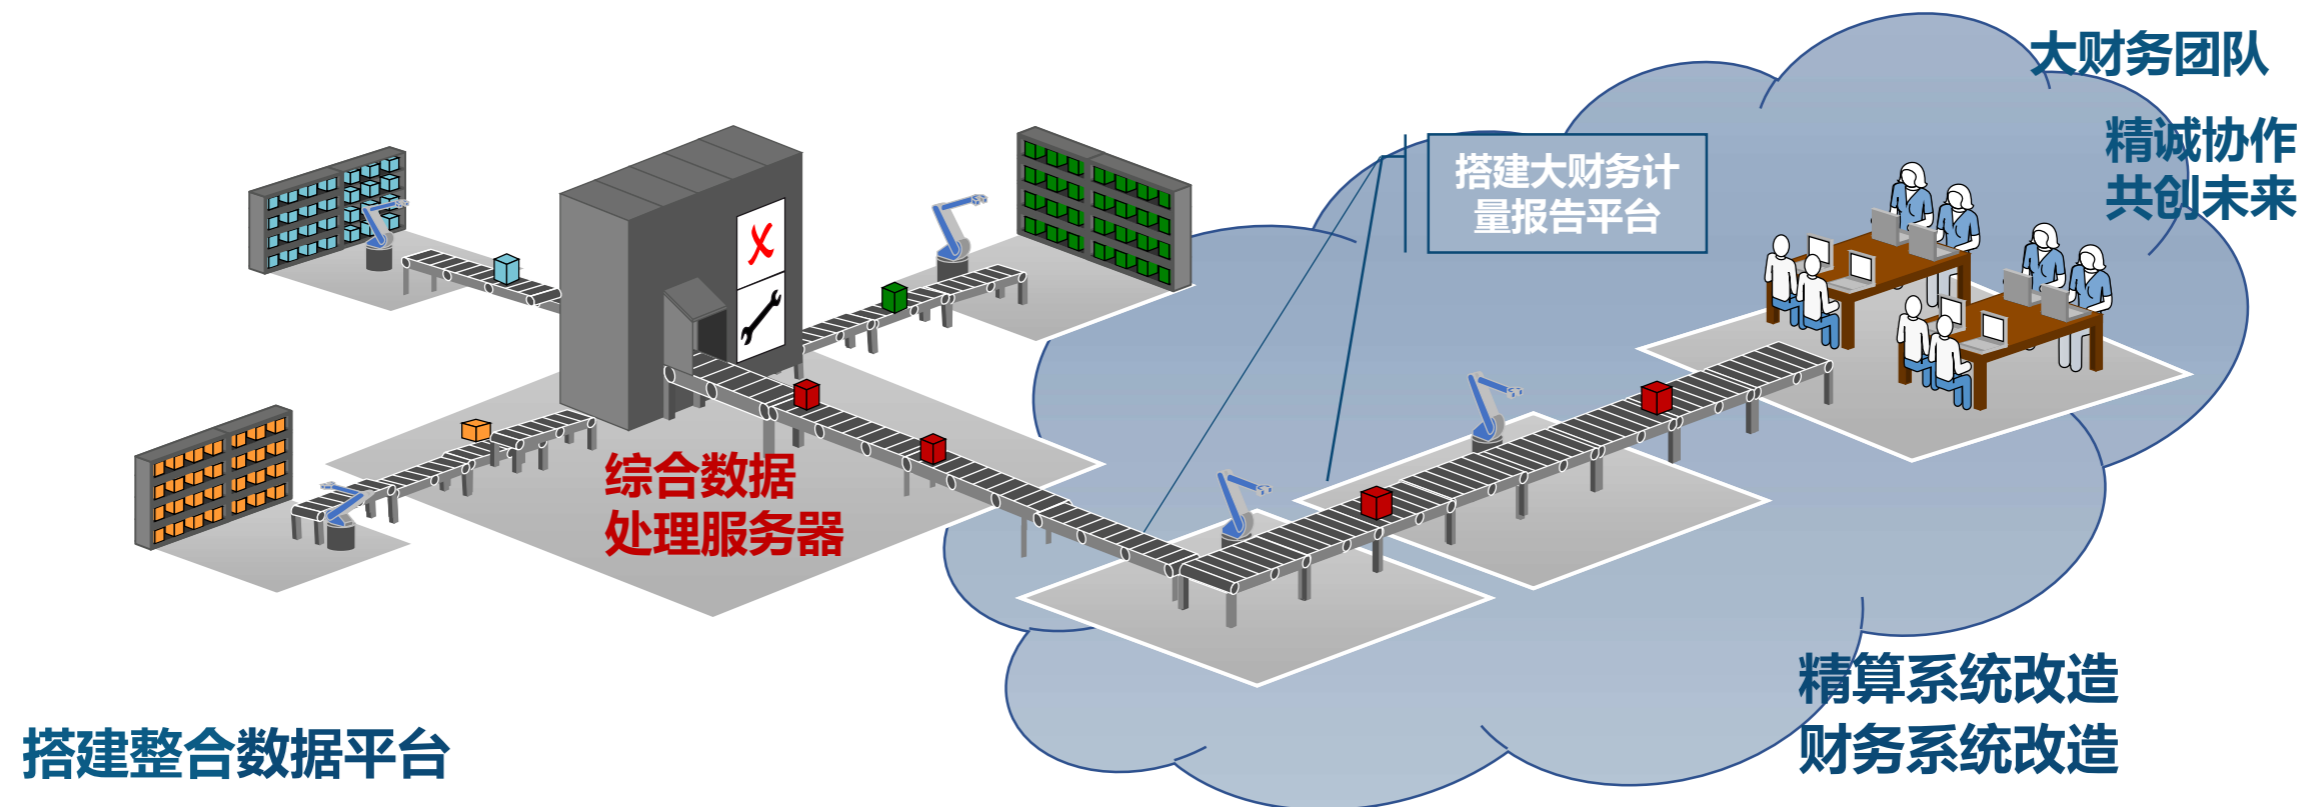 大财务团队
精诚协作
共创未来
搭建大财务计
量报告平台
综合数据
处理服务器
精算系统改造
财务系统改造
搭建整合数据平台